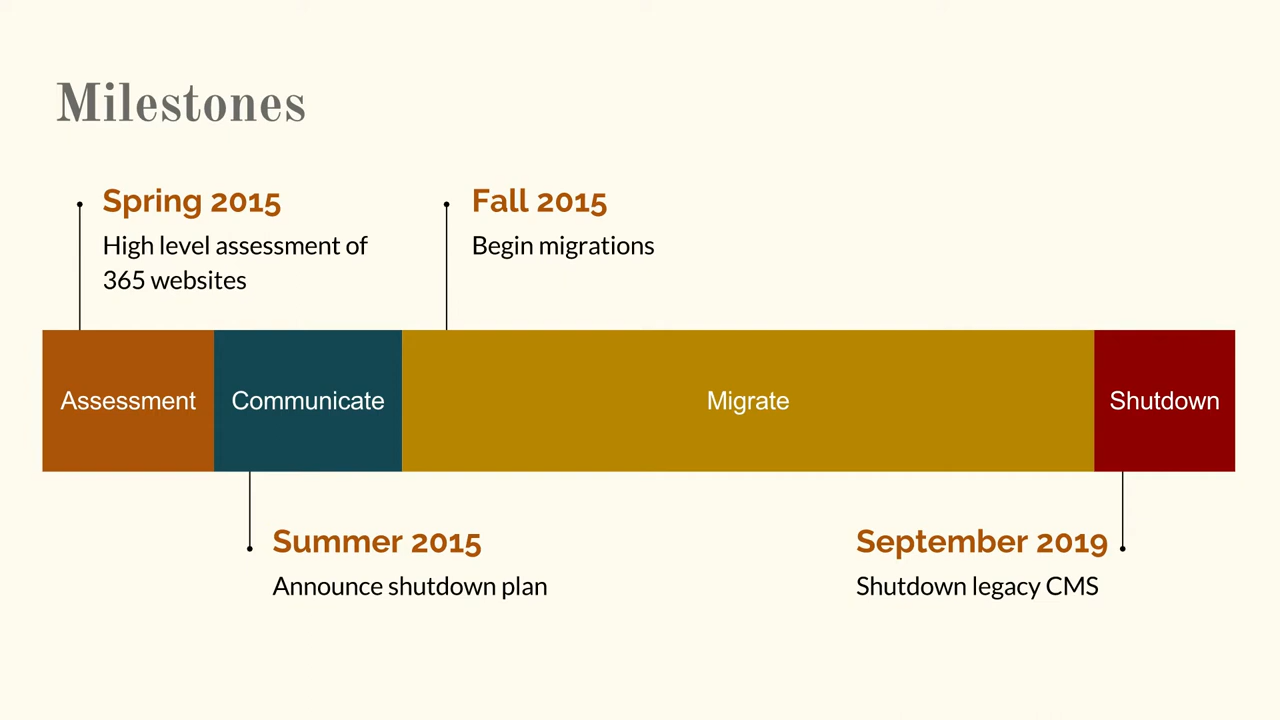 Milestones
Spring 2015
High level assessment of
365 websites
Fall 2015
Begin migrations
Assessment
Communicate
Migrate
Shutdown
Summer 2015
Announce shutdown plan
September 2019
Shutdown legacy CMS